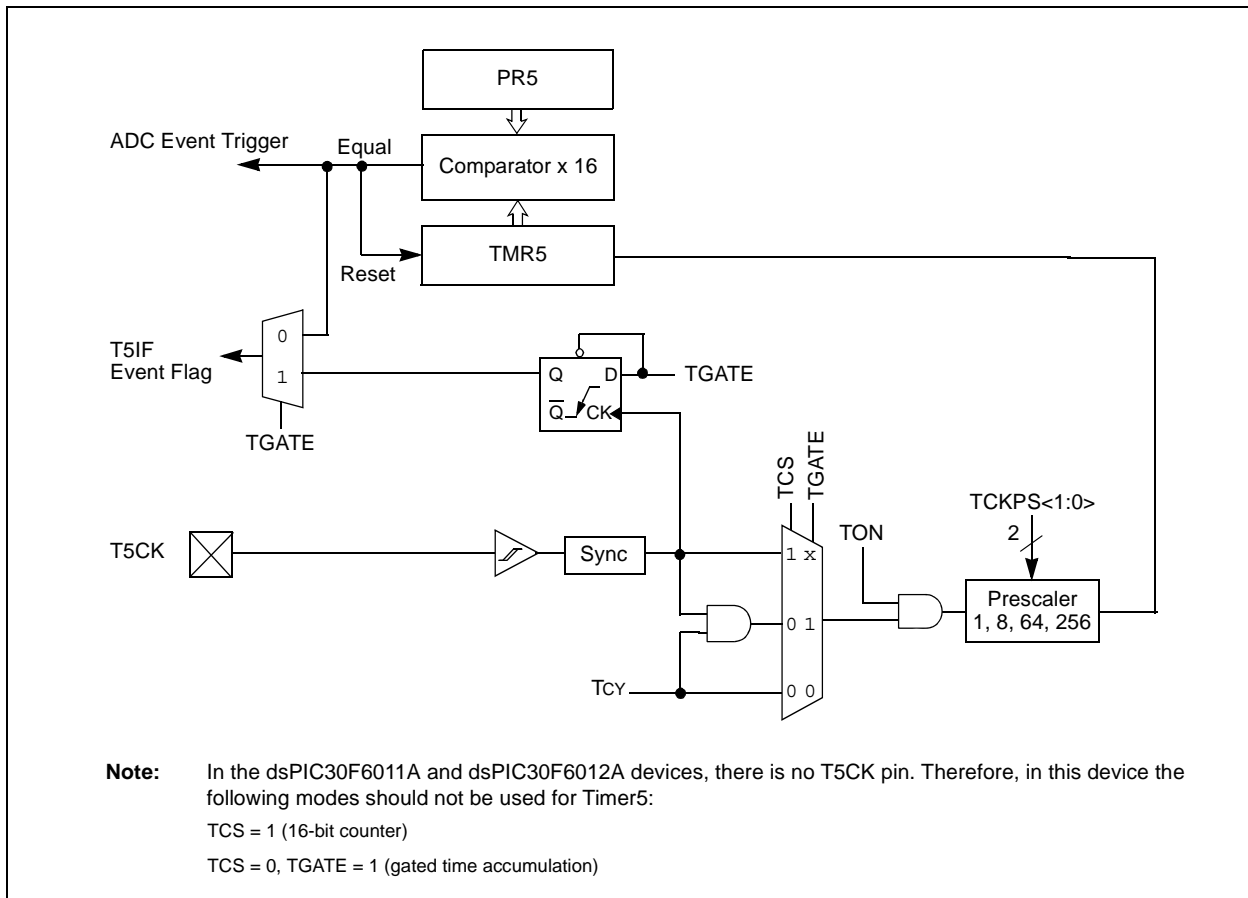 PR5
ADC Event Trigger
Equal
Comparator x 16
TMR5
Reset
0
T5IF
Event Flag
1
Q D
TGATE
Q CK
TGATE
TCS
TGATE
TCKPS<1:0>
2
TON
T5CK
Sync
1 x
Prescaler
1, 8, 64, 256
0 1
TCY
0 0
Note: In the dsPIC30F6011A and dsPIC30F6012A devices, there is no T5CK pin. Therefore, in this device the
following modes should not be used for Timer5:
TCS = 1 (16-bit counter)
TCS = 0, TGATE = 1 (gated time accumulation)